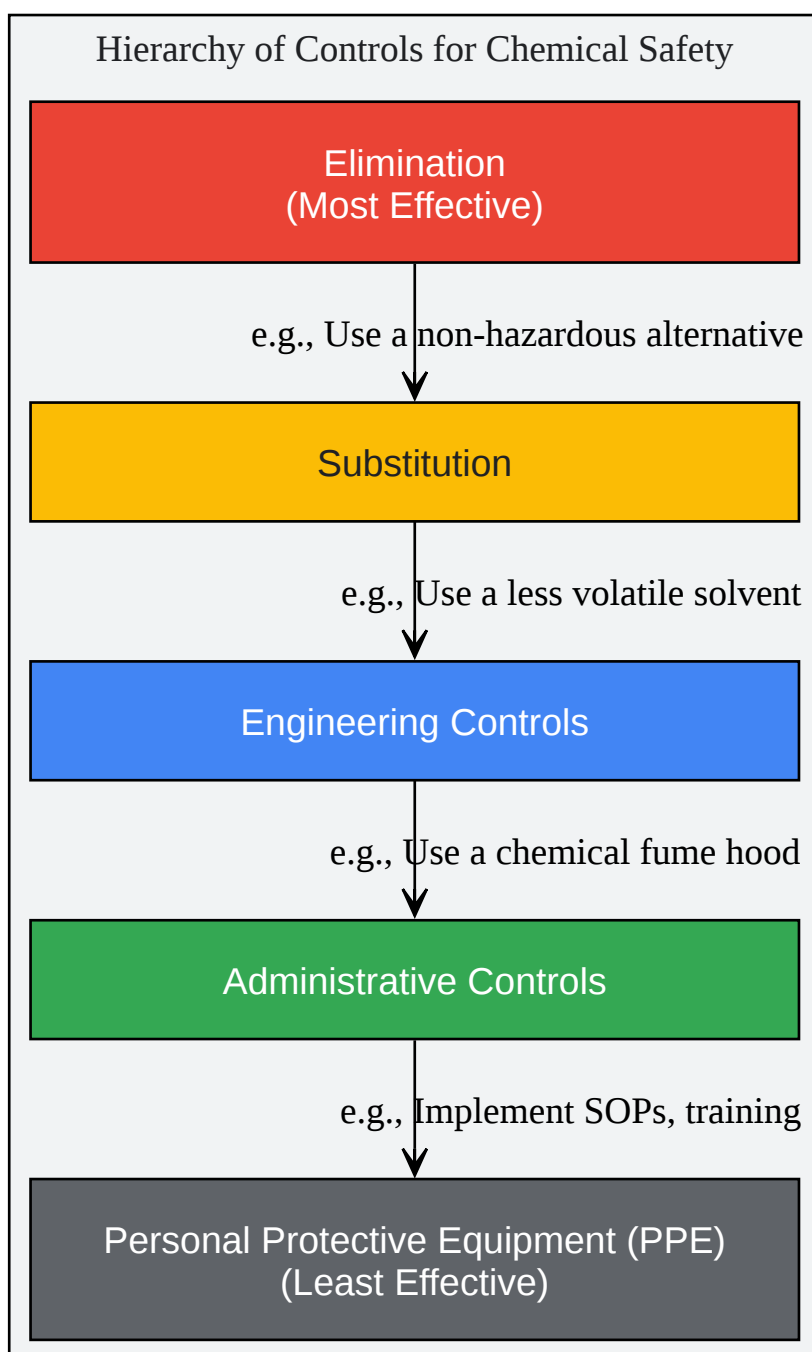 Hierarchy of Controls for Chemical Safety
Elimination
(Most Effective)
e.g., Use a non-hazardous alternative
Substitution
e.g., Use a less volatile solvent
Engineering Controls
e.g., Use a chemical fume hood
Administrative Controls
e.g., Implement SOPs, training
Personal Protective Equipment (PPE)
(Least Effective)